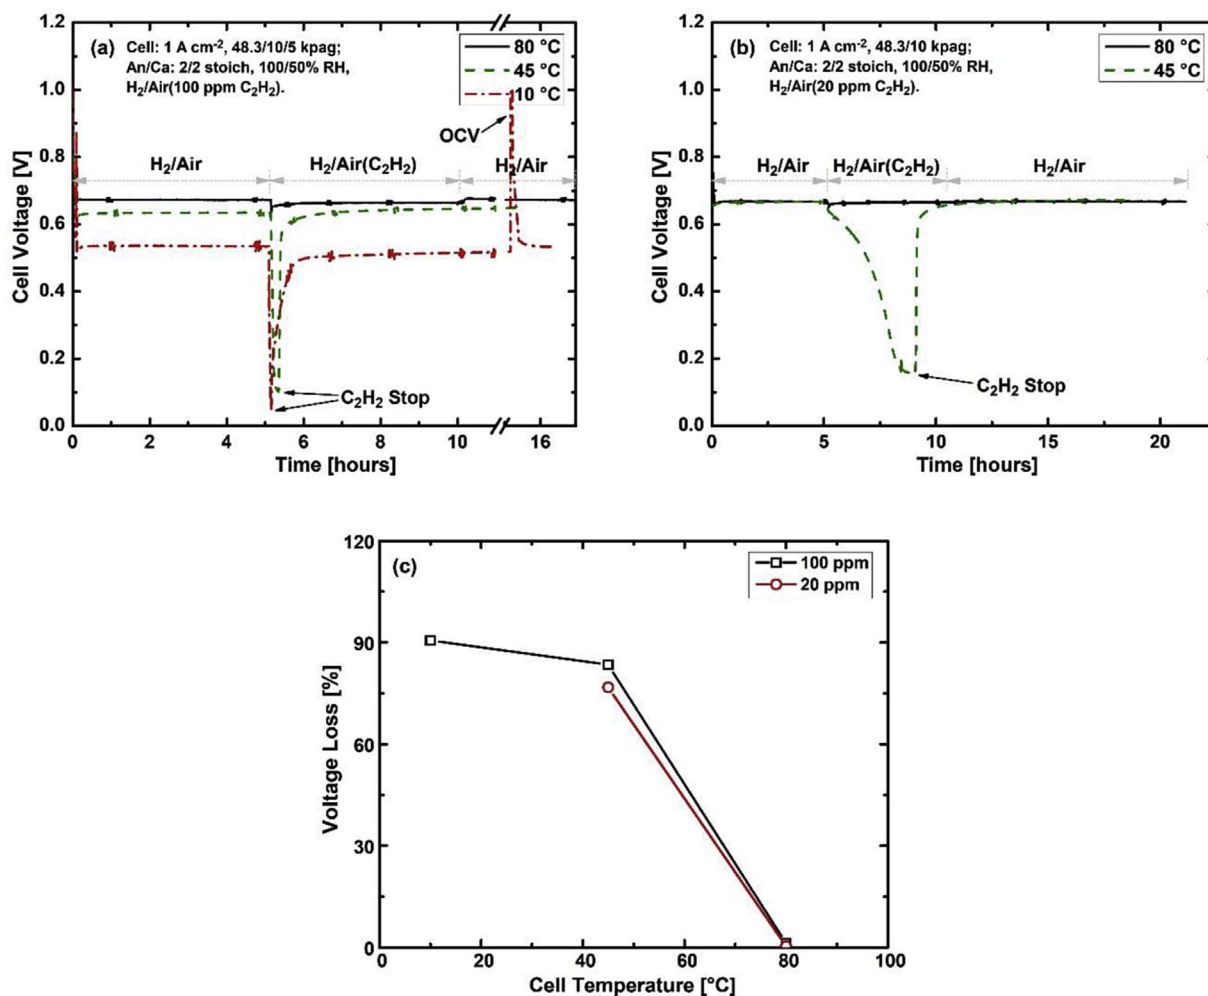 (a) Cell: 1 A cm⁻², 48.3/10/5 kpag;
An/Ca: 2/2 stoich, 100/50% RH,
H₂/Air(100 ppm C₂H₂).
80 °C
45 °C
10 °C
OCV
H₂/Air
H₂/Air(C₂H₂)
H₂/Air
C₂H₂ Stop
Cell Voltage [V]
1.2
1.0
0.8
0.6
0.4
0.2
0.0
0 2 4 6 8 10 16
Time [hours]
(b) Cell: 1 A cm⁻², 48.3/10 kpag;
An/Ca: 2/2 stoich, 100/50% RH,
H₂/Air(20 ppm C₂H₂).
80 °C
45 °C
H₂/Air
H₂/Air(C₂H₂)
H₂/Air
C₂H₂ Stop
Cell Voltage [V]
1.2
1.0
0.8
0.6
0.4
0.2
0.0
0 5 10 15 20
Time [hours]
(c)
100 ppm
20 ppm
Voltage Loss [%]
120
90
60
30
0
0 20 40 60 80 100
Cell Temperature [°C]